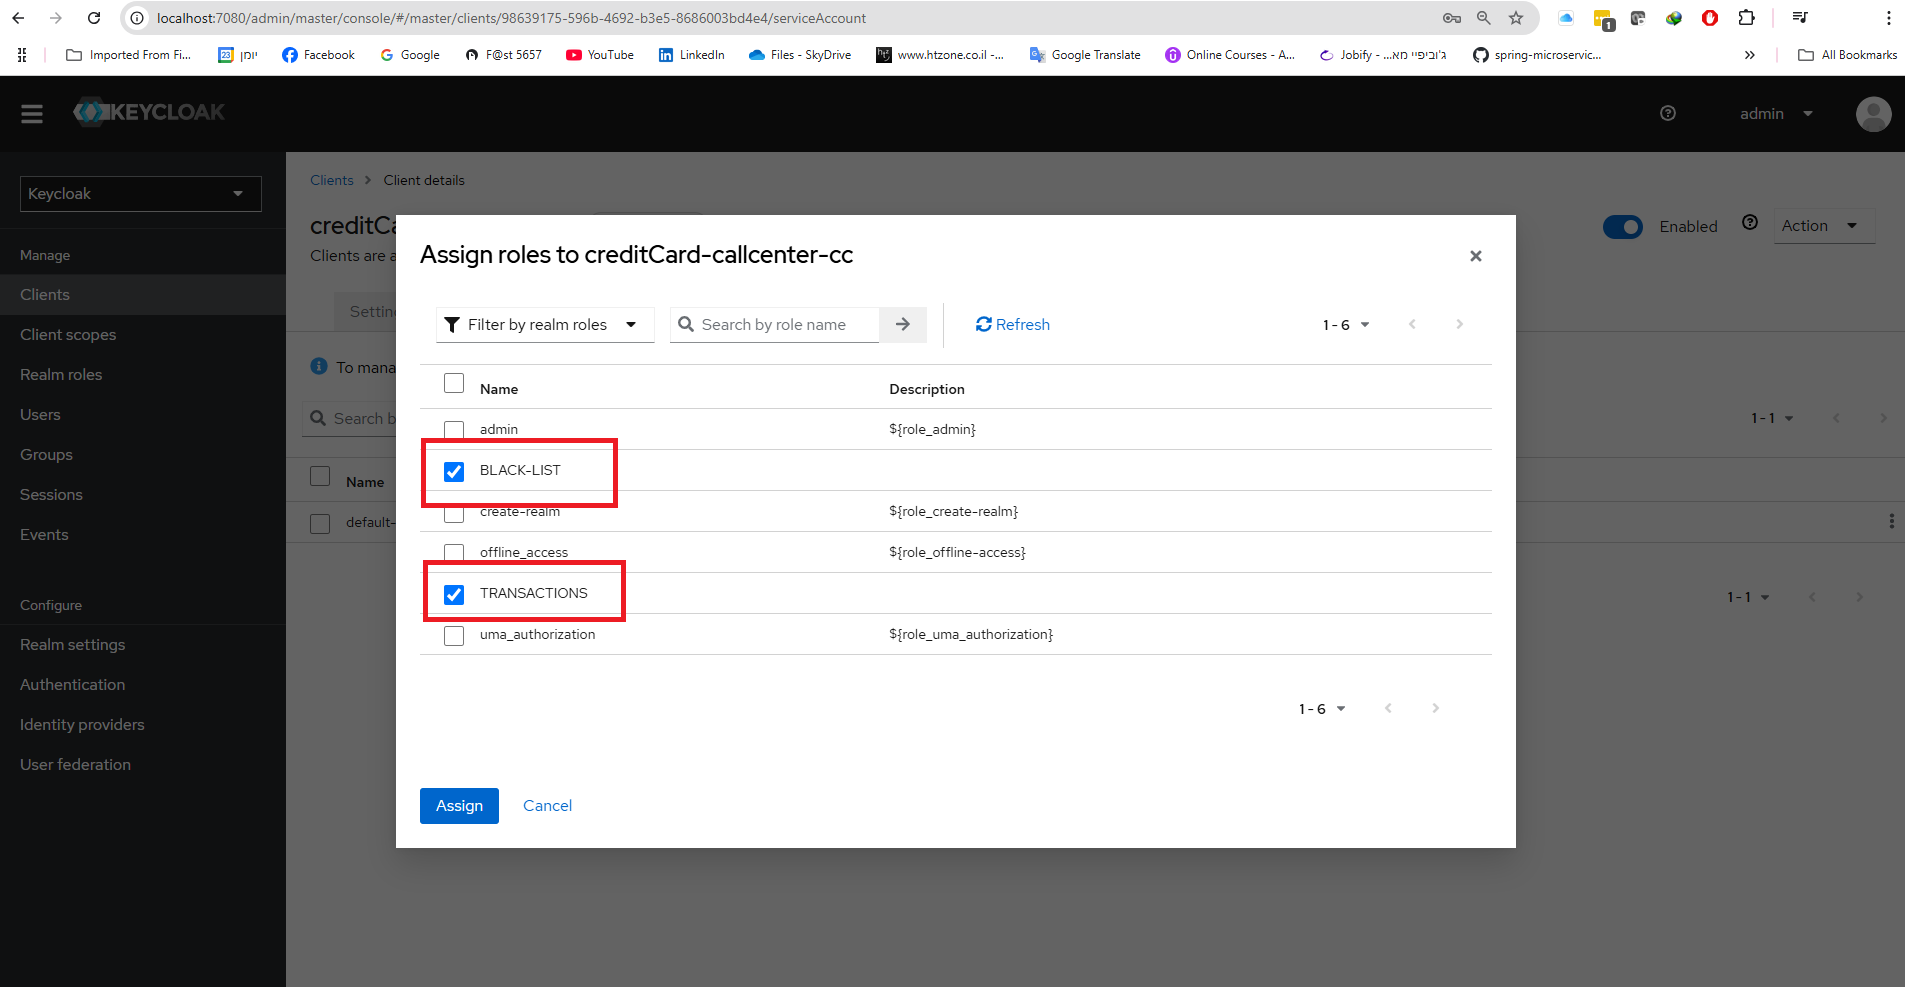 localhost:7080/admin/master/console/#/master/clients/98639175-596b-4692-b3e5-8686003bd4e4/serviceAccount
1
Imported From Fi... 23 יומן Facebook Google F@st 5657 YouTube LinkedIn Files - SkyDrive htz www.htzone.co.il -... Google Translate Online Courses - A... Jobify - ...ג'וביפיי מא spring-microservic... » All Bookmarks
KEYCLOAK
admin
Keycloak
Clients > Client details
creditCa
Enabled
Action
Manage
Clients are a
Clients
Settin
Client scopes
Realm roles
To mana
Users
Search b
1 - 1
Groups
Name
Sessions
default-
Events
Configure
1 - 1
Realm settings
Authentication
Identity providers
User federation
Assign roles to creditCard-callcenter-cc
Filter by realm roles
Search by role name
Refresh
1 - 6
Name Description
admin ${role_admin}
BLACK-LIST
create-realm ${role_create-realm}
offline_access ${role_offline-access}
TRANSACTIONS
uma_authorization ${role_uma_authorization}
1 - 6
Assign Cancel